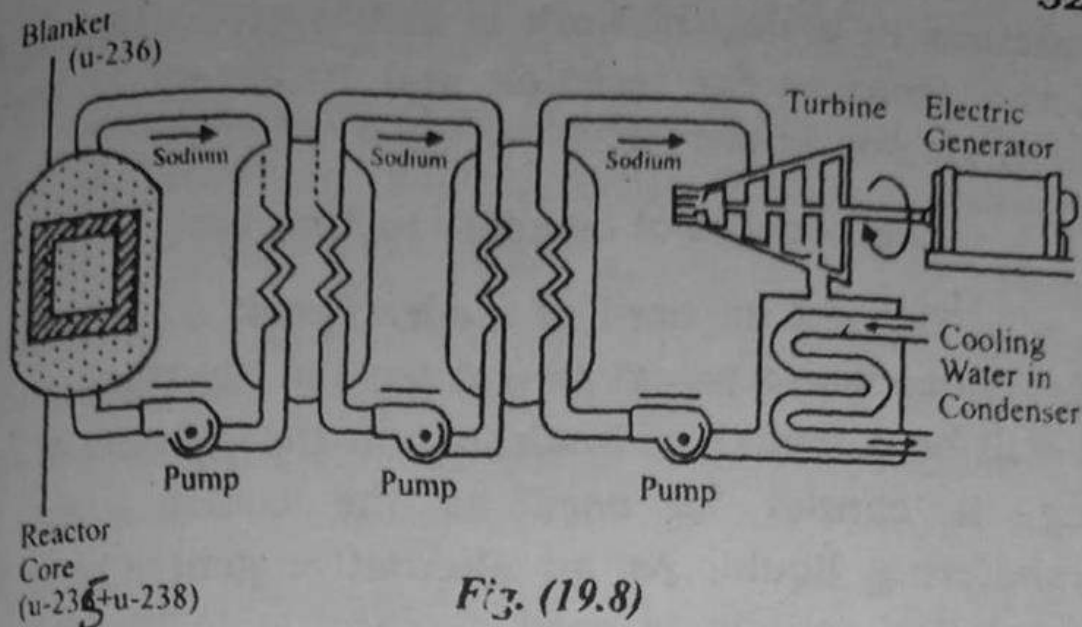 Blanket
(u-236)
Sodium
Sodium
Sodium
Turbine
Electric
Generator
Cooling
Water in
Condenser
Pump
Pump
Pump
Reactor
Core
(u-235+u-238)
Fig. (19.8)